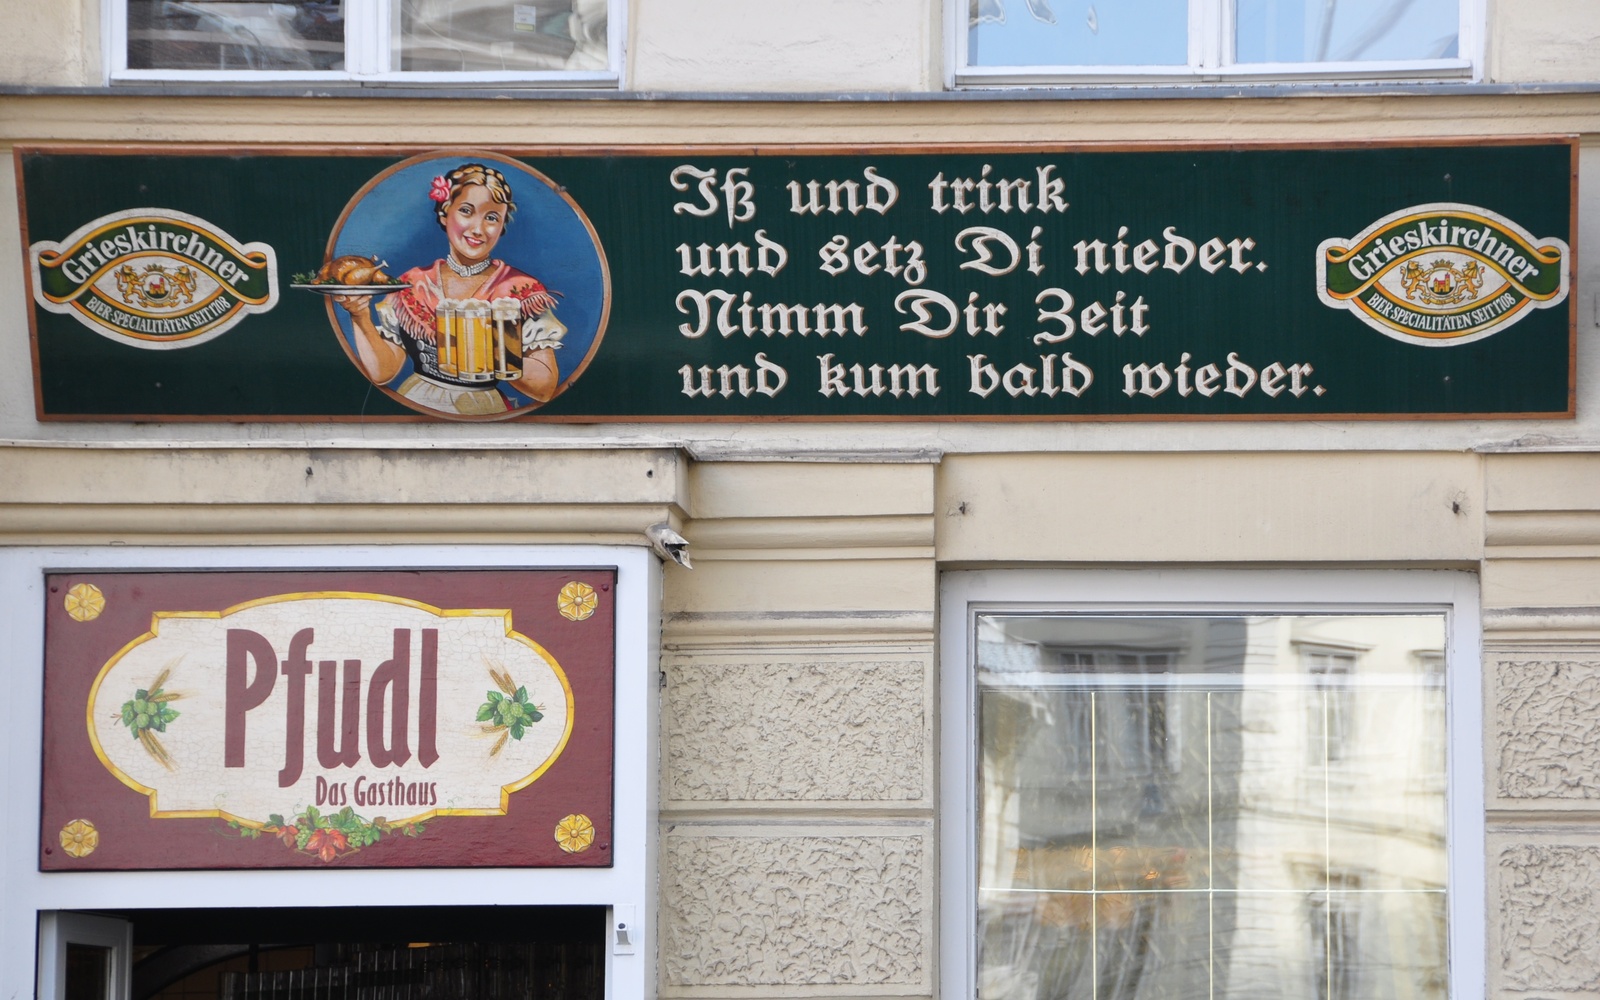 Grieskirchner
BIER-SPECIALITÄTEN SEIT 1708
Iß und trink
und setz Di nieder.
Nimm Dir Zeit
und kum bald wieder.
Grieskirchner
BIER-SPECIALITÄTEN SEIT 1708
Pfudl
Das Gasthaus